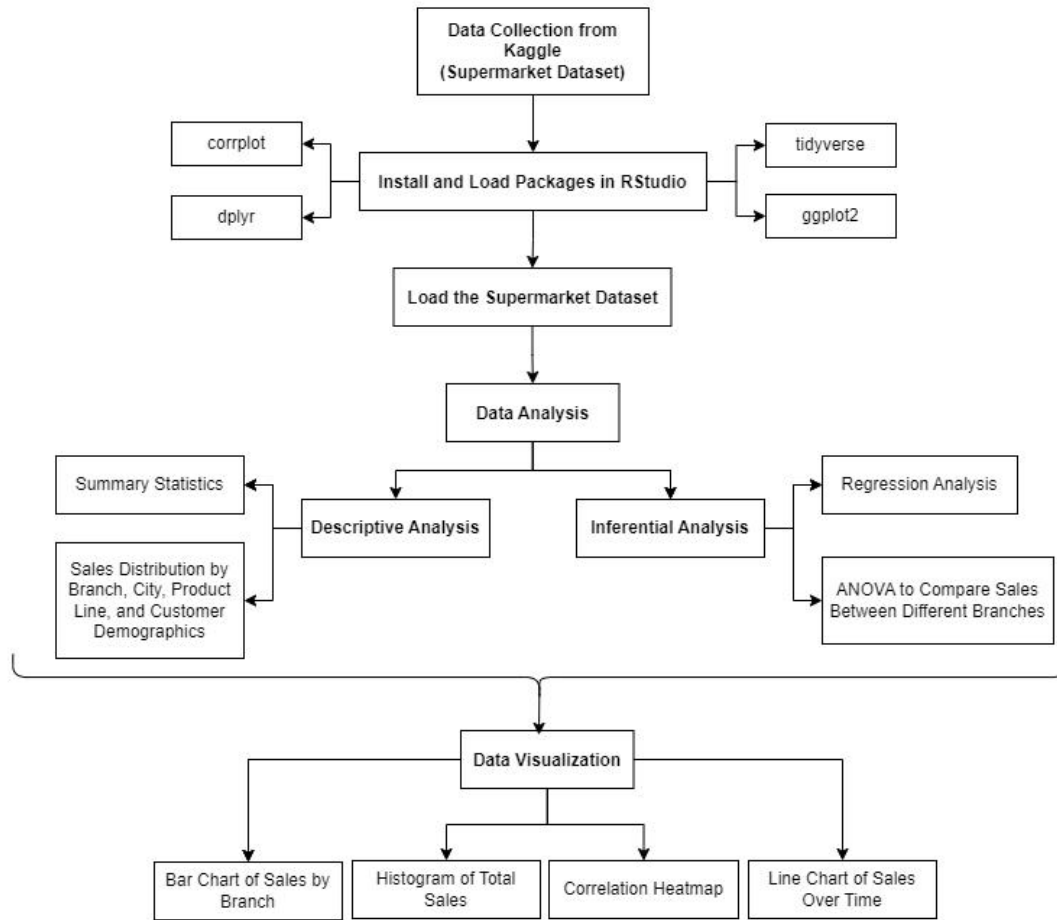 Data Collection from
Kaggle
(Supermarket Dataset)
corrplot
tidyverse
Install and Load Packages in RStudio
dplyr
ggplot2
Load the Supermarket Dataset
Data Analysis
Summary Statistics
Regression Analysis
Descriptive Analysis
Inferential Analysis
Sales Distribution by
Branch, City, Product
Line, and Customer
Demographics
ANOVA to Compare Sales
Between Different Branches
Data Visualization
Bar Chart of Sales by
Branch
Histogram of Total
Sales
Correlation Heatmap
Line Chart of Sales
Over Time